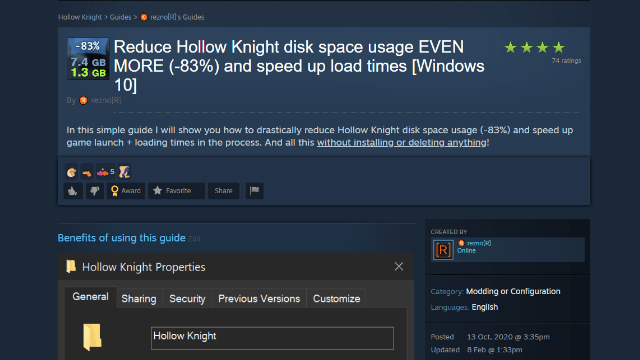 Hollow Knight > Guides > rezno[R]'s Guides
-83%
7.4 GB
1.3 GB
Reduce Hollow Knight disk space usage EVEN
MORE (-83%) and speed up load times [Windows
10]
74 ratings
By rezno[R]
In this simple guide I will show you how to drastically reduce Hollow Knight disk space usage (-83%) and speed up
game launch + loading times in the process. And all this without installing or deleting anything!
5
Award
Favorite
Share
Benefits of using this guide Edit
Hollow Knight Properties
General
Sharing
Security
Previous Versions
Customize
Hollow Knight
CREATED BY
[R]
rezno[R]
Online
Category: Modding or Configuration
Languages: English
Posted 13 Oct, 2020 @ 3:35pm
Updated 8 Feb @ 1:33pm